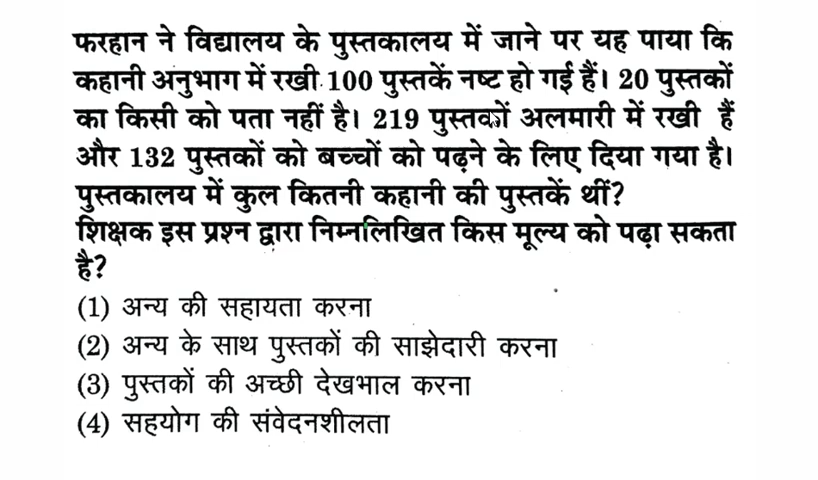 फरहान ने विद्यालय के पुस्तकालय में जाने पर यह पाया कि
कहानी अनुभाग में रखी 100 पुस्तकें नष्ट हो गई हैं। 20 पुस्तकों
का किसी को पता नहीं है। 219 पुस्तकों अलमारी में रखी हैं
और 132 पुस्तकों को बच्चों को पढ़ने के लिए दिया गया है।
पुस्तकालय में कुल कितनी कहानी की पुस्तकें थीं?
शिक्षक इस प्रश्न द्वारा निम्नलिखित किस मूल्य को पढ़ा सकता
है?
(1) अन्य की सहायता करना
(2) अन्य के साथ पुस्तकों की साझेदारी करना
(3) पुस्तकों की अच्छी देखभाल करना
(4) सहयोग की संवेदनशीलता